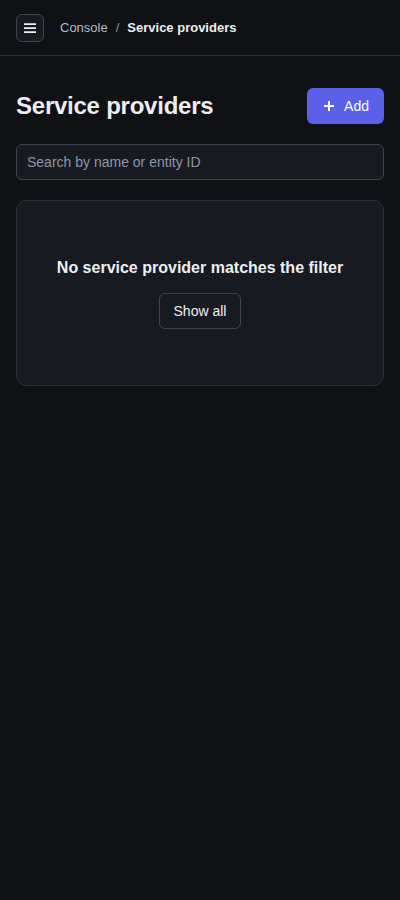 Console / Service providers
Service providers
Add
Search by name or entity ID
No service provider matches the filter
Show all